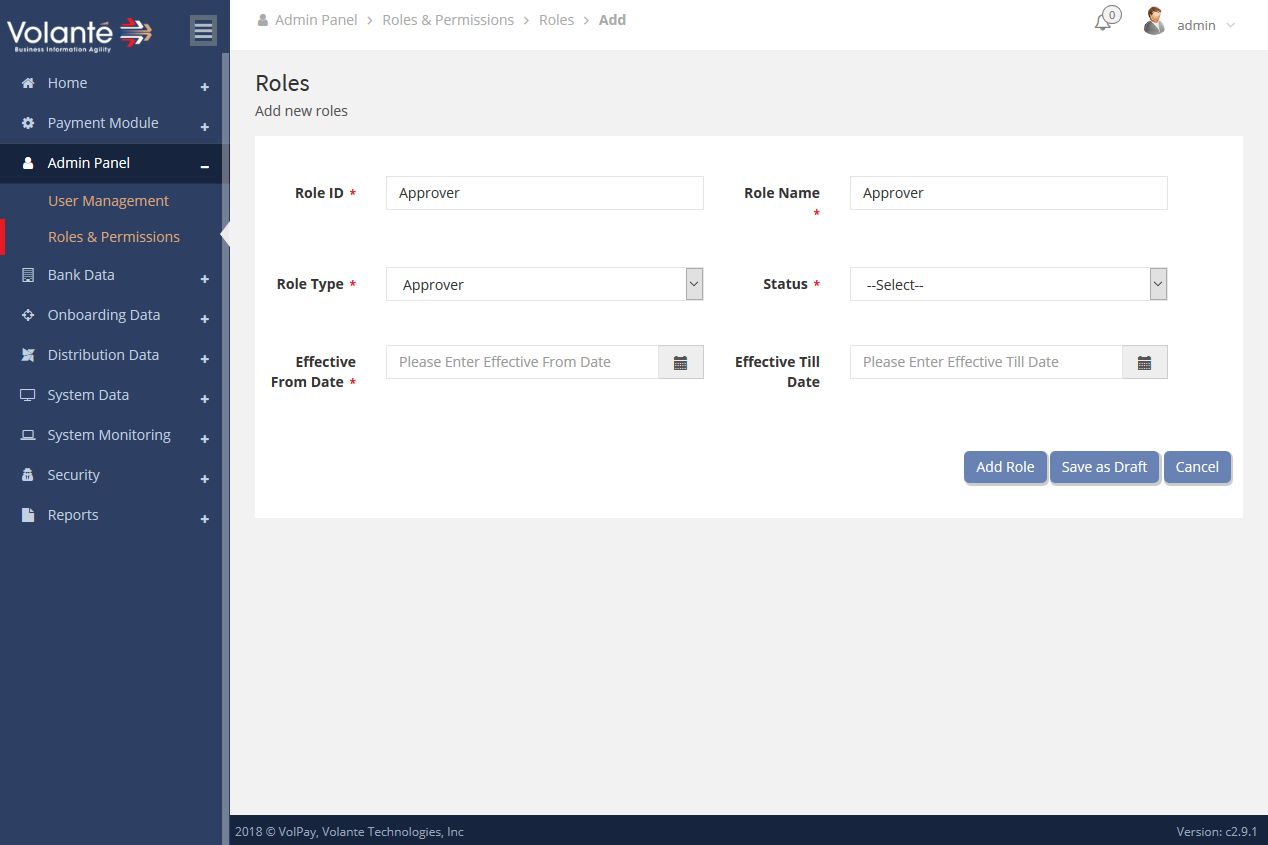 Volanté
Business Information Agility
Admin Panel > Roles & Permissions > Roles > Add
0
admin
Home
Payment Module
Admin Panel
User Management
Roles & Permissions
Bank Data
Onboarding Data
Distribution Data
System Data
System Monitoring
Security
Reports
Roles
Add new roles
Role ID * Approver
Role Name * Approver
Role Type * Approver
Status * --Select--
Effective From Date * Please Enter Effective From Date
Effective Till Date Please Enter Effective Till Date
Add Role Save as Draft Cancel
2018 © VolPay, Volante Technologies, Inc
Version: c2.9.1